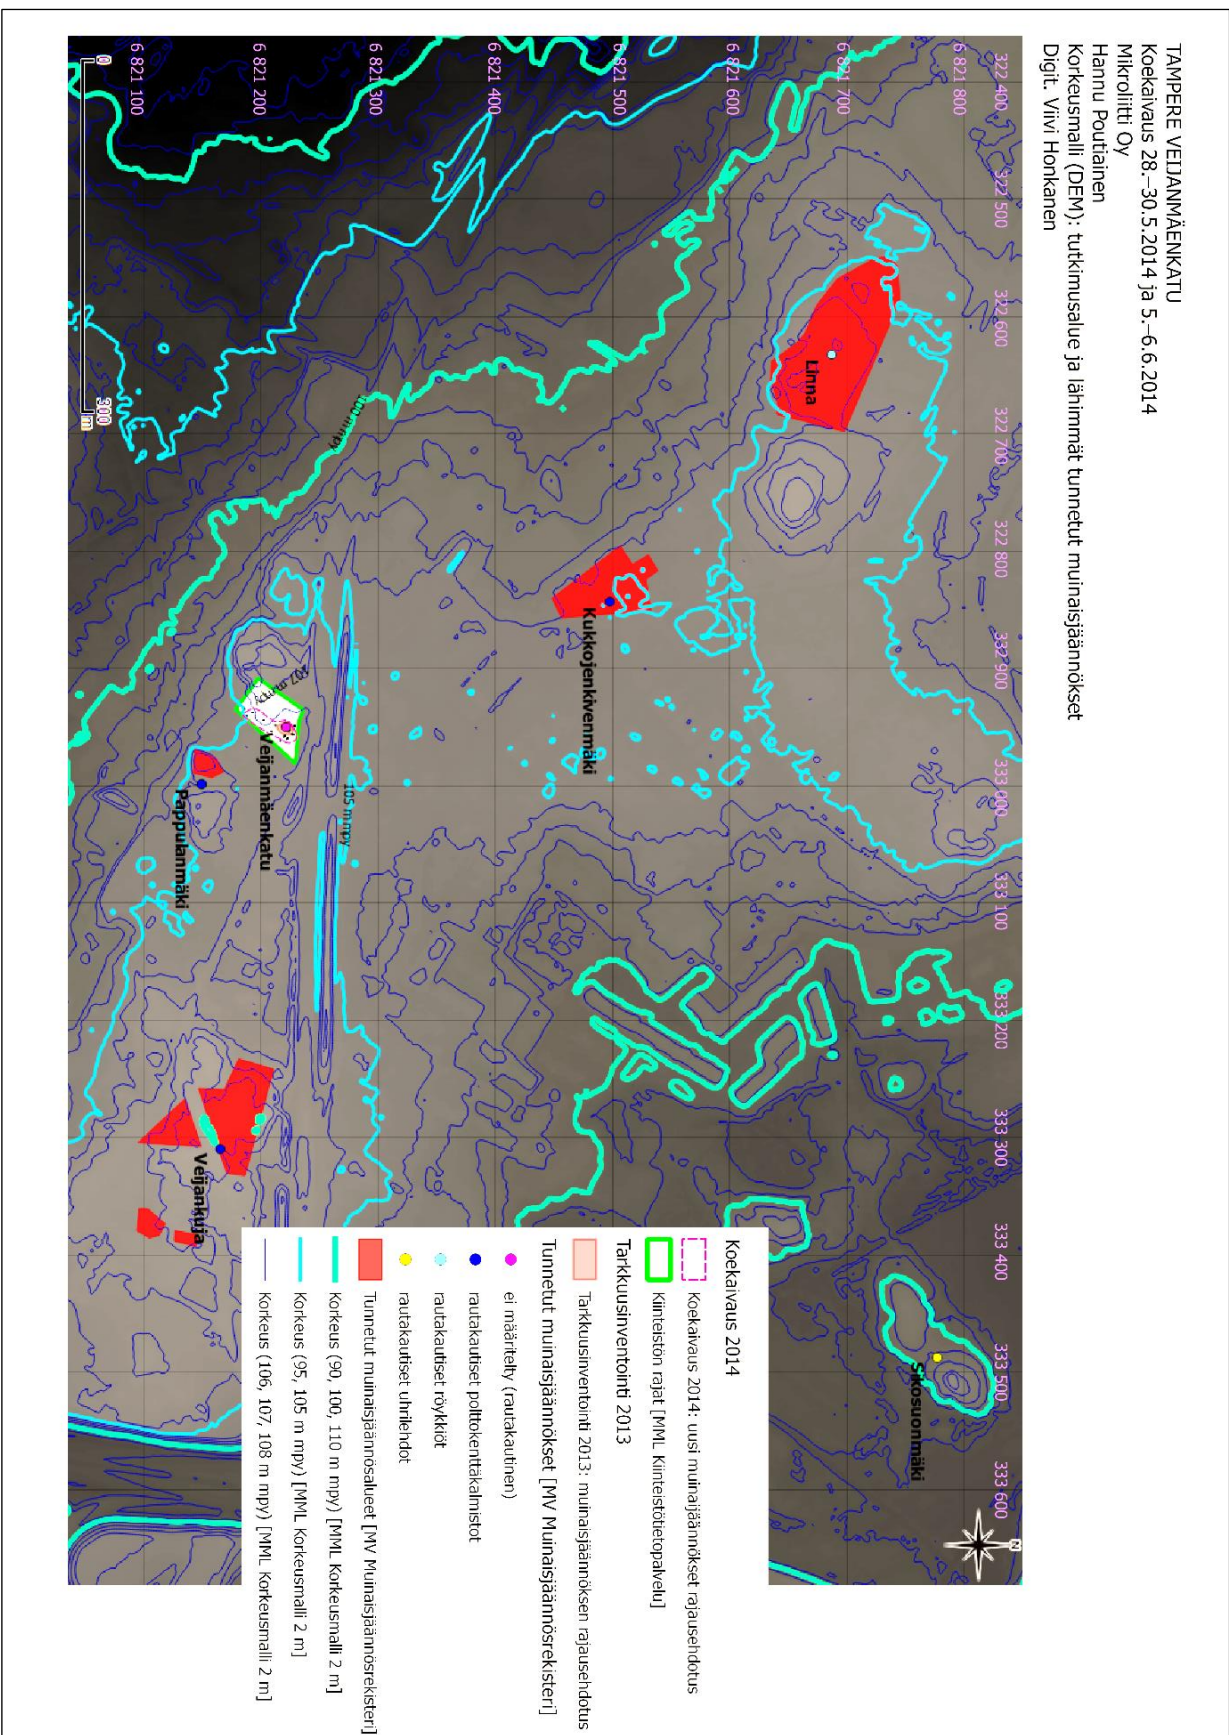 TAMPERE VEIJANMÄENKATU
Koekaivaus 28.–30.5.2014 ja 5.–6.6.2014
Mikroliitti Oy
Hannu Poutiainen
Korkeusmalli (DEM): tutkimusalue ja lähimmät tunnetut muinaisjäännökset
Digit. Viivi Honkanen
322 400
322 500
322 600
322 700
322 800
332 900
333 000
333 100
333 200
333 300
333 400
333 500
333 600
6 821 800
6 821 700
6 821 600
6 821 500
6 821 400
6 821 300
6 821 200
6 821 100
N
Linna
Kukkojenkivenmäki
Sikosuonmäki
100 m mpy
105 m mpy
107 m mpy
Veijanmäenkatu
Pappulanmäki
Veijankuja
0
300
m
Koekaivaus 2014
Koekaivaus 2014: uusi muinaijäännökset rajausehdotus
Kiinteistön rajat [MML Kiinteistötietopalvelu]
Tarkkuusinventointi 2013
Tarkkuusinventointi 2013: muinaisjäännöksen rajausehdotus
Tunnetut muinaisjäännökset [MV Muinaisjäännösrekisteri]
ei määritelty (rautakautinen)
rautakautiset polttokenttäkalmistot
rautakautiset röykkiöt
rautakautiset uhrilehdot
Tunnetut muinaisjäännösalueet [MV Muinaisjäännösrekisteri]
Korkeus (90, 100, 110 m mpy) [MML Korkeusmalli 2 m]
Korkeus (95, 105 m mpy) [MML Korkeusmalli 2 m]
Korkeus (106, 107, 108 m mpy) [MML Korkeusmalli 2 m]